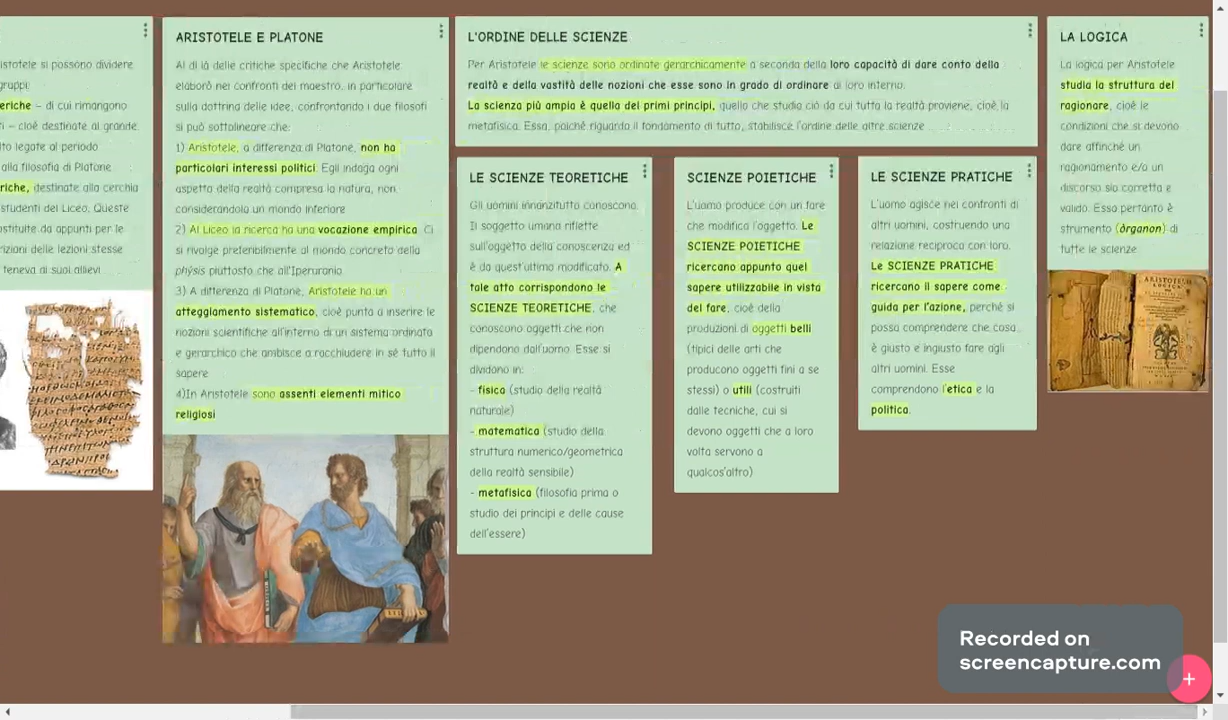 istotele si possono dividere
gruppi:
eriche – di cui rimangono
ti – cioè destinate al grande
lto legate al periodo
alla filosofia di Platone
riche, destinate alla cerchia
studenti del Liceo. Queste
ostituite da appunti per le
rizioni delle lezioni stesse
teneva ai suoi allievi
ARISTOTELE E PLATONE
Al di là delle critiche specifiche che Aristotele
elaborò nei confronti del maestro, in particolare
sulla dottrina delle idee, confrontando i due filosofi
si può sottolineare che:
1) Aristotele, a differenza di Platone, non ha
particolari interessi politici. Egli indaga ogni
aspetto della realtà compresa la natura, non
considerandola un mondo inferiore
2) Al Liceo la ricerca ha una vocazione empirica. Ci
si rivolge preferibilmente al mondo concreto della
phýsis piuttosto che all'Iperuranio.
3) A differenza di Platone, Aristotele ha un
atteggiamento sistematico, cioè punta a inserire le
nozioni scientifiche all'interno di un sistema ordinato
e gerarchico che ambisce a racchiudere in sé tutto il
sapere
4)In Aristotele sono assenti elementi mitico
religiosi
L'ORDINE DELLE SCIENZE
Per Aristotele le scienze sono ordinate gerarchicamente a seconda della loro capacità di dare conto della
realtà e della vastità delle nozioni che esse sono in grado di ordinare al loro interno.
La scienza più ampia è quella dei primi principi, quello che studia ciò da cui tutta la realtà proviene, cioè la
metafisica. Essa, poiché riguarda il fondamento di tutto, stabilisce l'ordine delle altre scienze
LE SCIENZE TEORETICHE
Gli uomini innanzitutto conoscono.
Il soggetto umano riflette
sull'oggetto della conoscenza ed
è da quest'ultimo modificato. A
tale atto corrispondono le
SCIENZE TEORETICHE, che
conoscono oggetti che non
dipendono dall'uomo. Esse si
dividono in:
- fisica (studio della realtà
naturale)
- matematica (studio della
struttura numerico/geometrica
della realtà sensibile)
- metafisica (filosofia prima o
studio dei principi e delle cause
dell'essere)
SCIENZE POIETICHE
L'uomo produce con un fare
che modifica l'oggetto. Le
SCIENZE POIETICHE
ricercano appunto quel
sapere utilizzabile in vista
del fare, cioè della
produzioni di oggetti belli
(tipici delle arti che
producono oggetti fini a se
stessi) o utili (costruiti
dalle tecniche, cui si
devono oggetti che a loro
volta servono a
qualcos'altro)
LE SCIENZE PRATICHE
L'uomo agisce nei confronti di
altri uomini, costruendo una
relazione reciproca con loro.
Le SCIENZE PRATICHE
ricercano il sapere come
guida per l'azione, perché si
possa comprendere che cosa
è giusto e ingiusto fare agli
altri uomini. Esse
comprendono l'etica e la
politica.
LA LOGICA
La logica per Aristotele
studia la struttura del
ragionare, cioè le
condizioni che si devono
dare affinché un
ragionamento e/o un
discorso sia corretto e
valido. Essa pertanto è
strumento (órganon) di
tutte le scienze.
Recorded on
screencapture.com